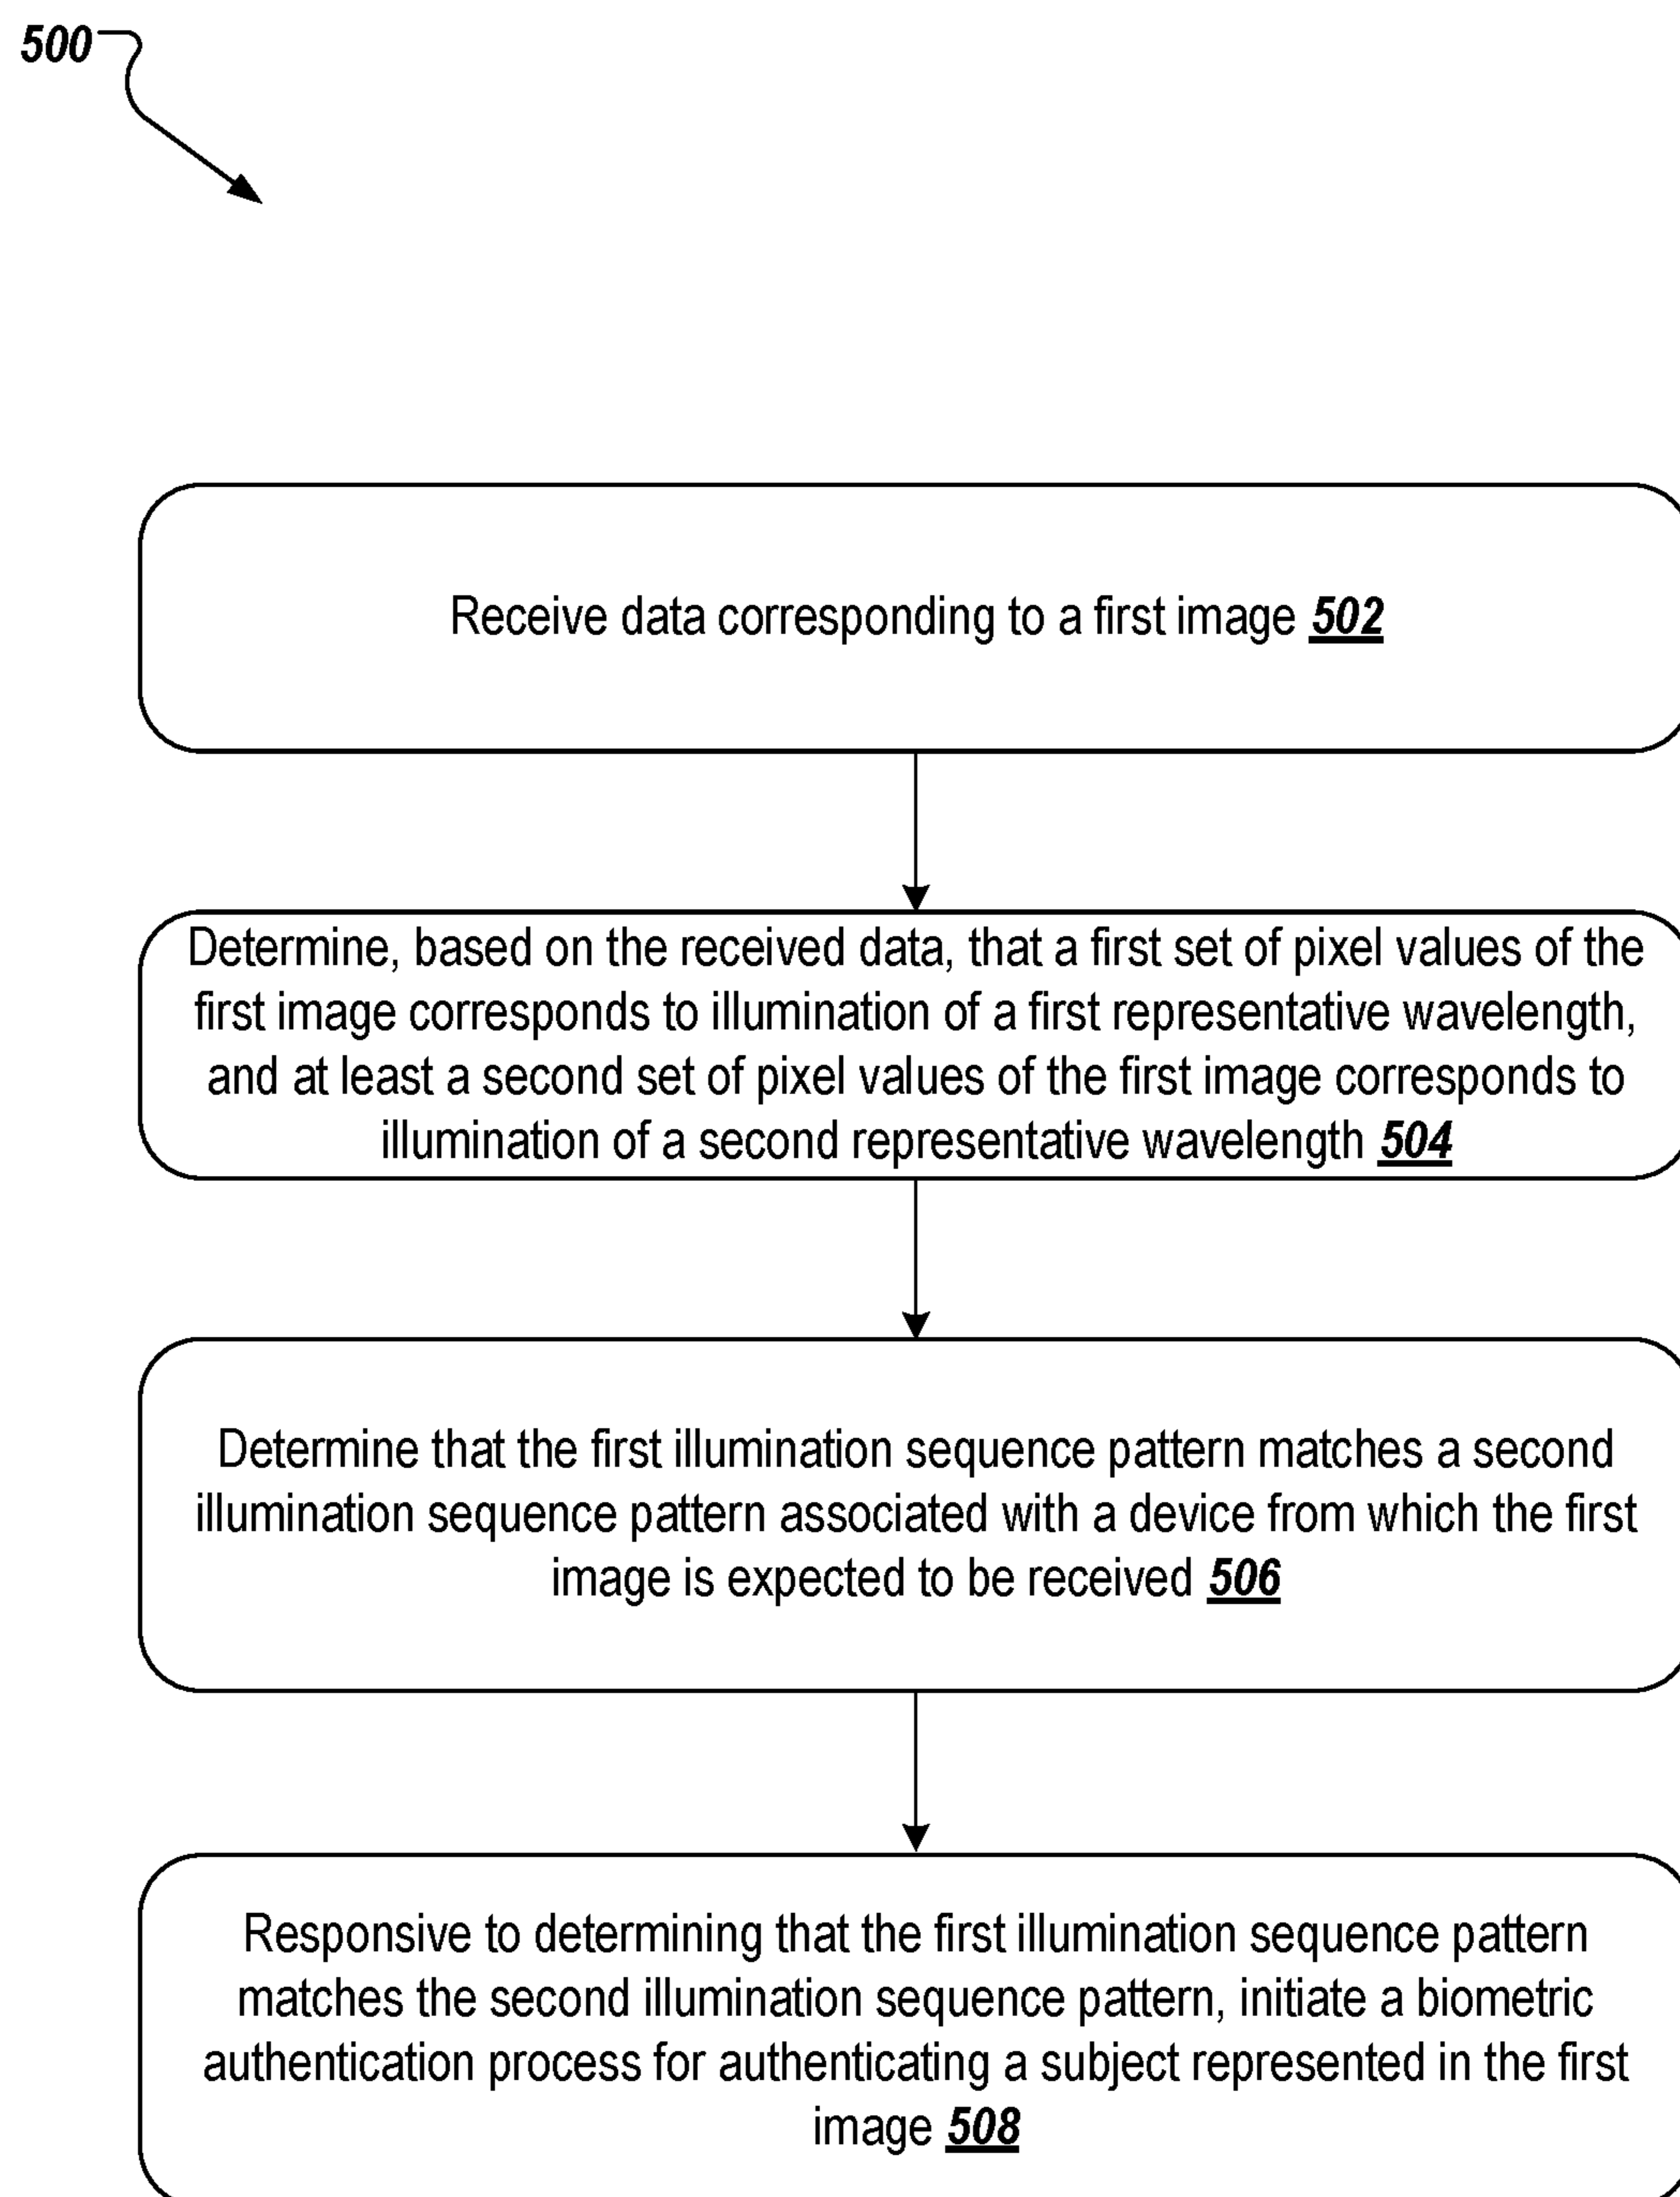 500
Receive data corresponding to a first image 502
Determine, based on the received data, that a first set of pixel values of the
first image corresponds to illumination of a first representative wavelength,
and at least a second set of pixel values of the first image corresponds to
illumination of a second representative wavelength 504
Determine that the first illumination sequence pattern matches a second
illumination sequence pattern associated with a device from which the first
image is expected to be received 506
Responsive to determining that the first illumination sequence pattern
matches the second illumination sequence pattern, initiate a biometric
authentication process for authenticating a subject represented in the first
image 508